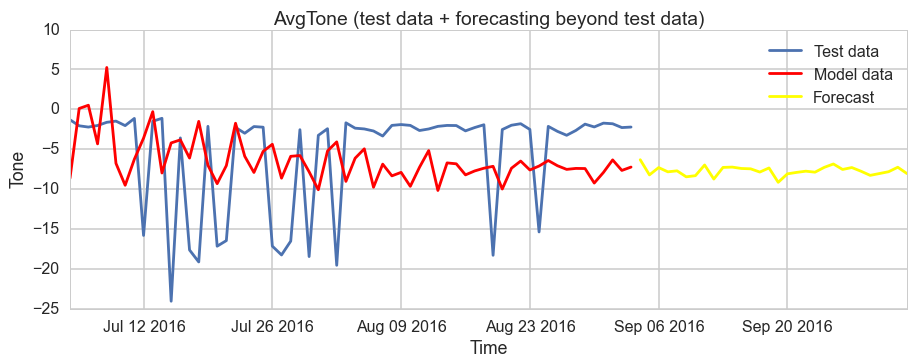 AvgTone (test data + forecasting beyond test data)
10
5
0
−5
−10
−15
−20
−25
Tone
Test data
Model data
Forecast
Jul 12 2016 Jul 26 2016 Aug 09 2016 Aug 23 2016 Sep 06 2016 Sep 20 2016
Time